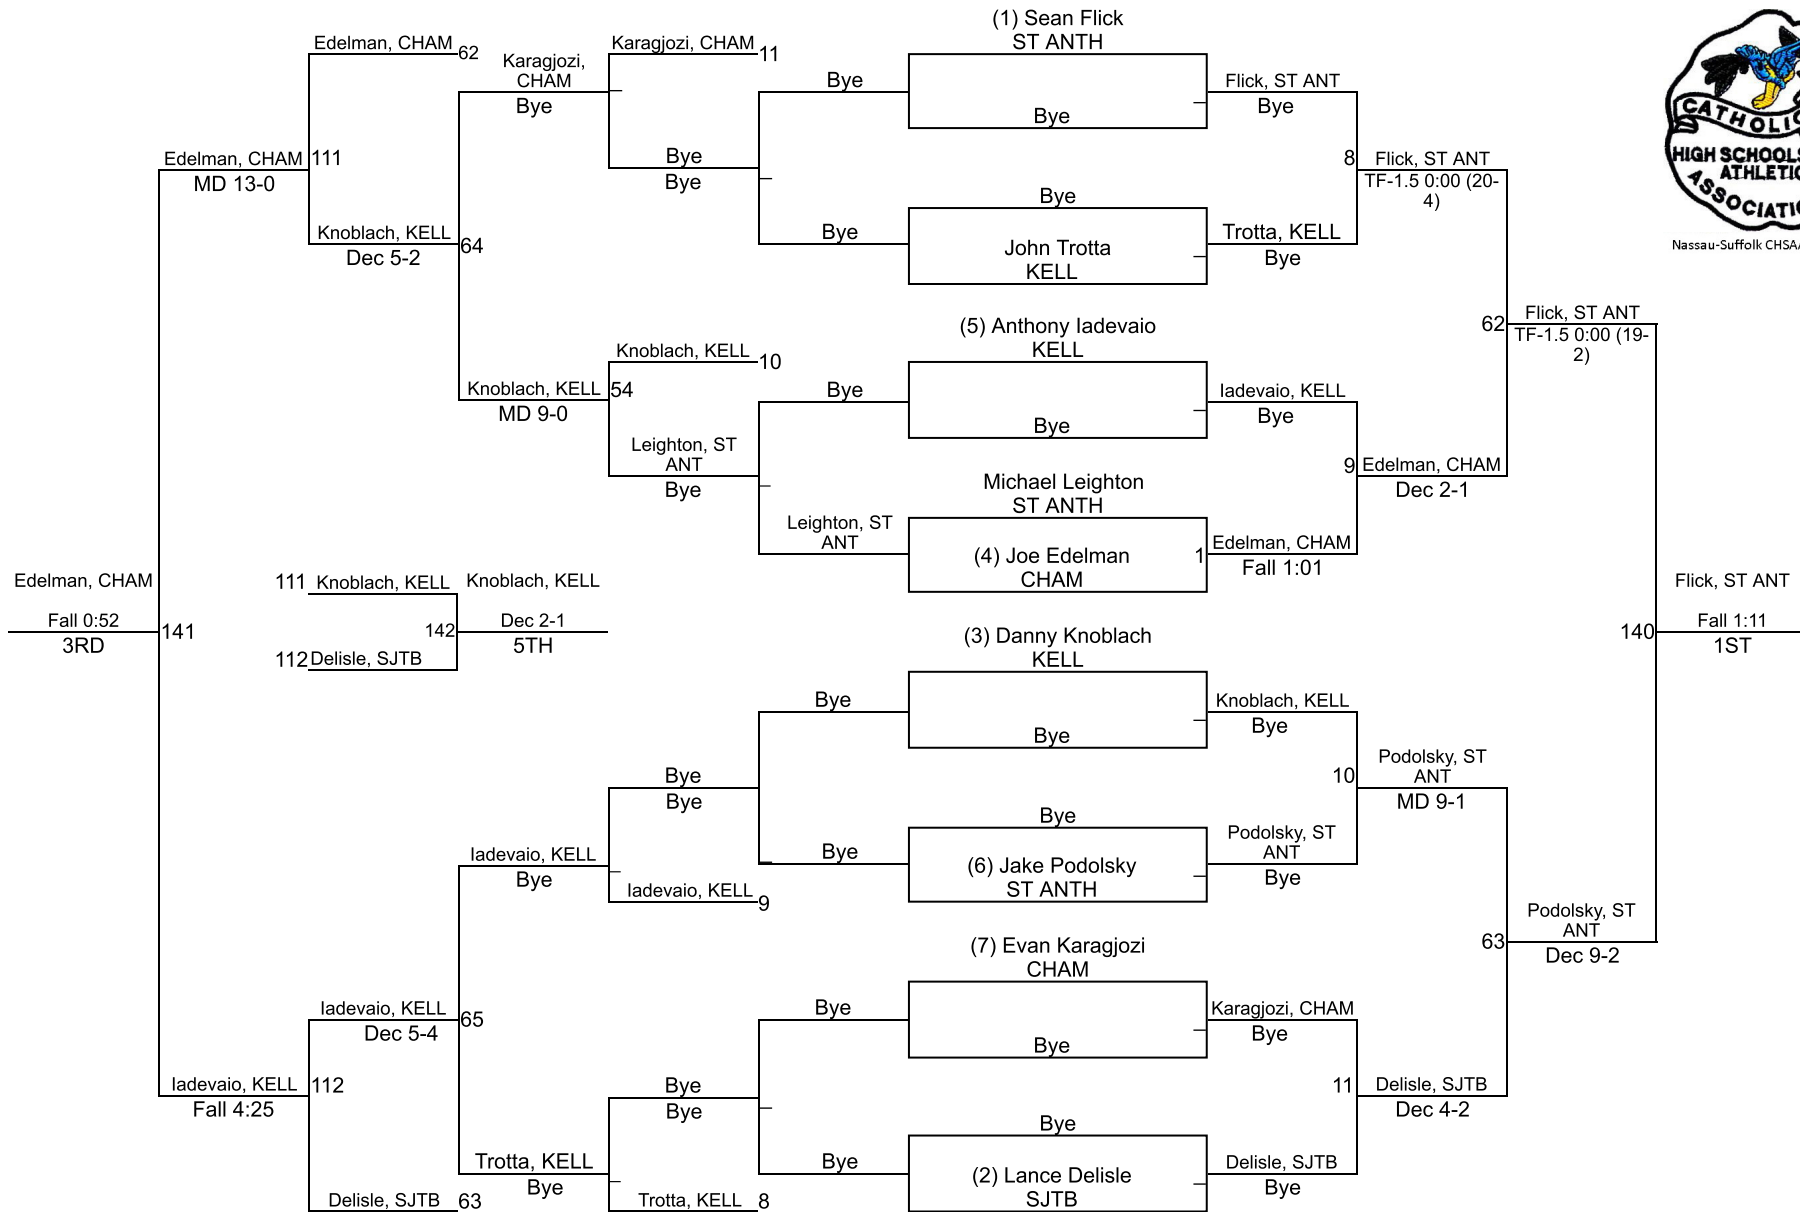 (1) Sean Flick
ST ANTH
Bye
Bye
John Trotta
KELL
(5) Anthony Iadevaio
KELL
Bye
Michael Leighton
ST ANTH
(4) Joe Edelman
CHAM
1
(3) Danny Knoblach
KELL
Bye
Bye
(6) Jake Podolsky
ST ANTH
(7) Evan Karagjozi
CHAM
Bye
Bye
(2) Lance Delisle
SJTB
Flick, ST ANT
Bye
8
Trotta, KELL
Bye
Iadevaio, KELL
Bye
9
Edelman, CHAM
Fall 1:01
Knoblach, KELL
Bye
10
Podolsky, ST
ANT
Bye
Karagjozi, CHAM
Bye
11
Delisle, SJTB
Bye
Flick, ST ANT
TF-1.5 0:00 (20-
4)
62
Edelman, CHAM
Dec 2-1
Podolsky, ST
ANT
MD 9-1
63
Delisle, SJTB
Dec 4-2
Flick, ST ANT
TF-1.5 0:00 (19-
2)
140
Podolsky, ST
ANT
Dec 9-2
Flick, ST ANT
Fall 1:11
1ST
Bye
Bye
Bye
Leighton, ST
ANT
Bye
Bye
Bye
Bye
Karagjozi, CHAM
11
Bye
Bye
Knoblach, KELL
10
54
Leighton, ST
ANT
Bye
Bye
Bye
Iadevaio, KELL
9
Bye
Bye
Trotta, KELL
8
Karagjozi,
CHAM
Bye
64
Knoblach, KELL
MD 9-0
Iadevaio, KELL
Bye
65
Trotta, KELL
Bye
Edelman, CHAM
62
111
Knoblach, KELL
Dec 5-2
Iadevaio, KELL
Dec 5-4
112
Delisle, SJTB
63
Edelman, CHAM
MD 13-0
141
Iadevaio, KELL
Fall 4:25
Edelman, CHAM
Fall 0:52
3RD
111
Knoblach, KELL
142
112
Delisle, SJTB
Knoblach, KELL
Dec 2-1
5TH
HIGH SCHOOLS
Nassau-Suffolk